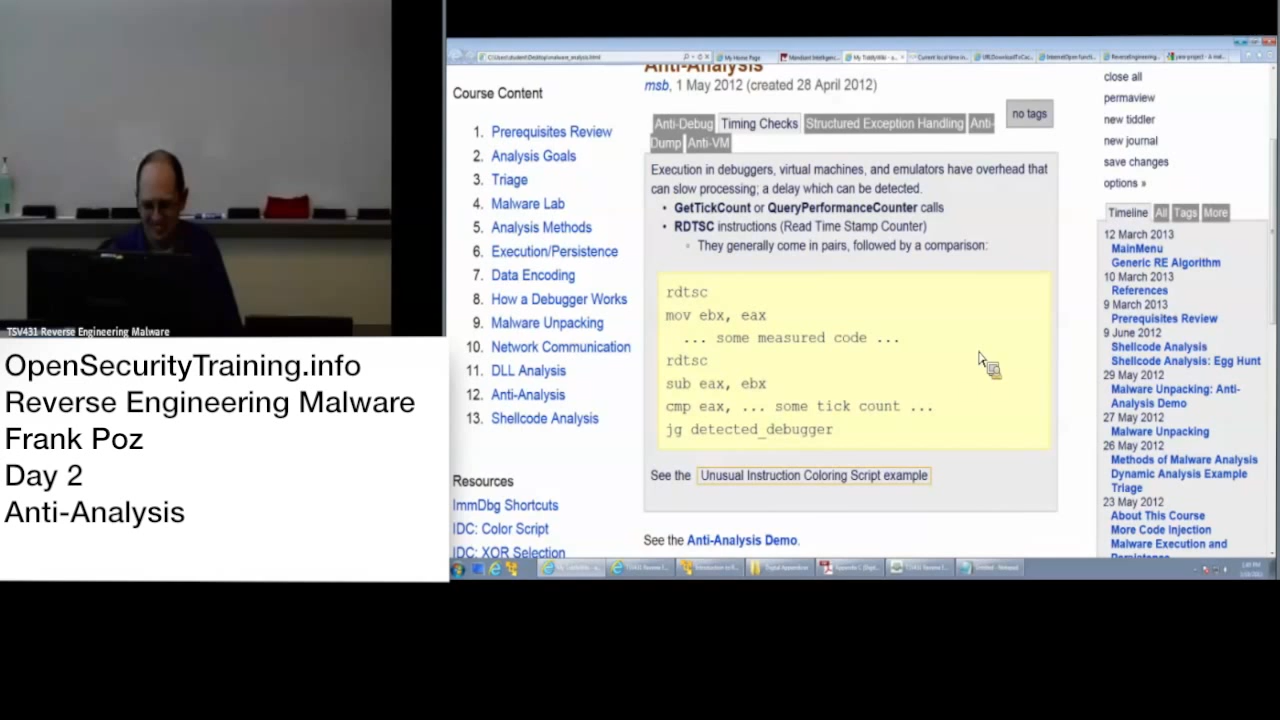 TSV431 Reverse Engineering Malware
OpenSecurityTraining.info
Reverse Engineering Malware
Frank Poz
Day 2
Anti-Analysis
C:\Users\student\Desktop\malware_analysis.html
My Home Page
Course Content
1. Prerequisites Review
2. Analysis Goals
3. Triage
4. Malware Lab
5. Analysis Methods
6. Execution/Persistence
7. Data Encoding
8. How a Debugger Works
9. Malware Unpacking
10. Network Communication
11. DLL Analysis
12. Anti-Analysis
13. Shellcode Analysis
Resources
ImmDbg Shortcuts
IDC: Color Script
IDC: XOR Selection
Anti-Analysis
msb, 1 May 2012 (created 28 April 2012)
no tags
Anti-Debug Timing Checks Structured Exception Handling Anti-
Dump Anti-VM
Execution in debuggers, virtual machines, and emulators have overhead that
can slow processing; a delay which can be detected.
• GetTickCount or QueryPerformanceCounter calls
• RDTSC instructions (Read Time Stamp Counter)
They generally come in pairs, followed by a comparison:
rdtsc
mov ebx, eax
... some measured code ...
rdtsc
sub eax, ebx
cmp eax, ... some tick count ...
jg detected_debugger
See the Unusual Instruction Coloring Script example
See the Anti-Analysis Demo.
close all
permaview
new tiddler
new journal
save changes
options »
Timeline All Tags More
12 March 2013
MainMenu
Generic RE Algorithm
10 March 2013
References
9 March 2013
Prerequisites Review
9 June 2012
Shellcode Analysis
Shellcode Analysis: Egg Hunt
29 May 2012
Malware Unpacking: Anti-
Analysis Demo
27 May 2012
Malware Unpacking
26 May 2012
Methods of Malware Analysis
Dynamic Analysis Example
Triage
23 May 2012
About This Course
More Code Injection
Malware Execution and
Persistence